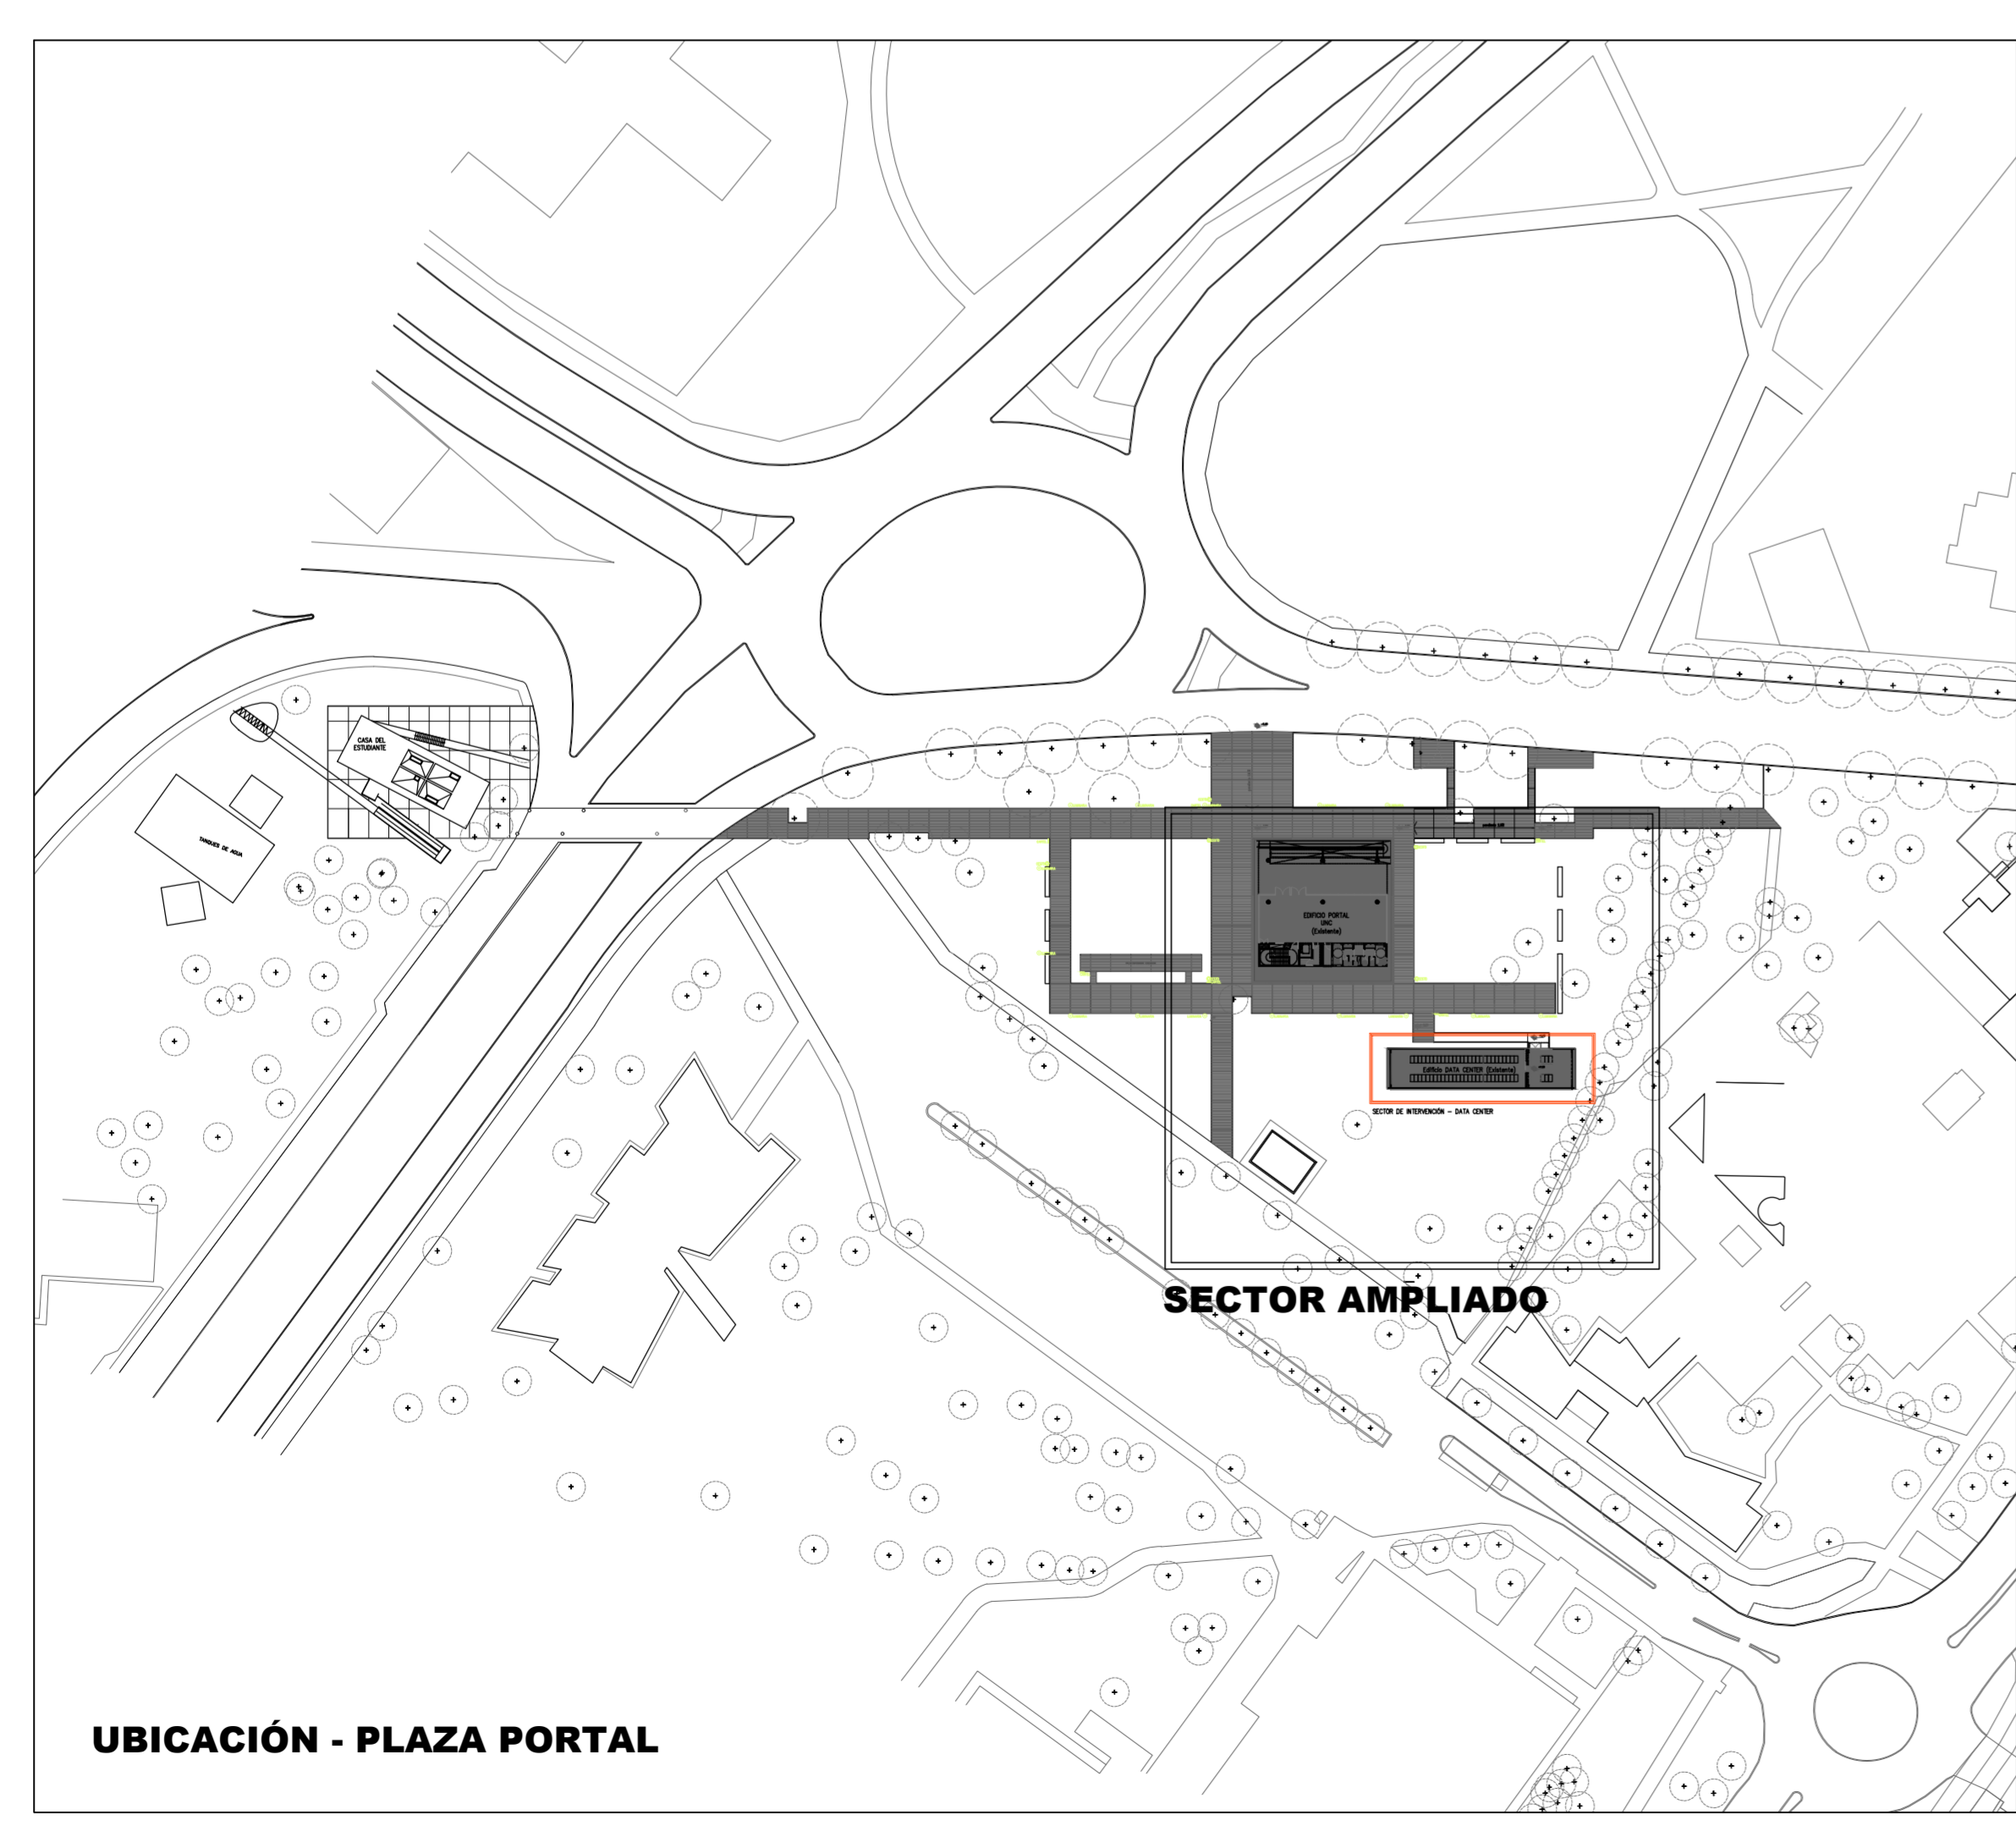 CASA DEL
ESTUDIANTE
TANQUES DE AGUA
EDIFICIO PORTAL
UNC
(Existente)
Edificio DATA CENTER (Existente)
SECTOR DE INTERVENCIÓN - DATA CENTER
SECTOR AMPLIADO
UBICACIÓN - PLAZA PORTAL